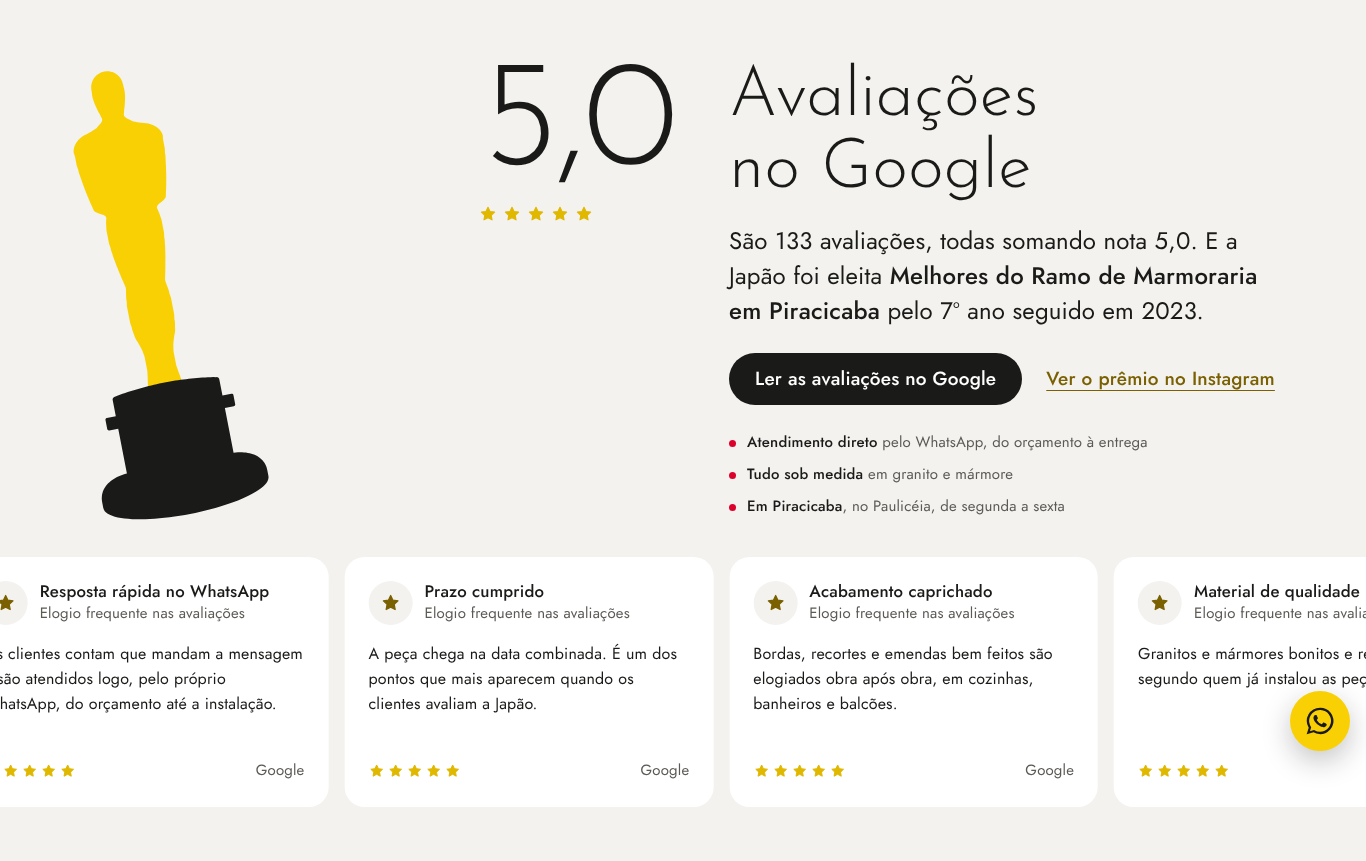 5,0
Avaliações
no Google
São 133 avaliações, todas somando nota 5,0. E a
Japão foi eleita Melhores do Ramo de Marmoraria
em Piracicaba pelo 7º ano seguido em 2023.
Ler as avaliações no Google
Ver o prêmio no Instagram
Atendimento direto pelo WhatsApp, do orçamento à entrega
Tudo sob medida em granito e mármore
Em Piracicaba, no Paulicéia, de segunda a sexta
Resposta rápida no WhatsApp
Elogio frequente nas avaliações
s clientes contam que mandam a mensagem
são atendidos logo, pelo próprio
hatsApp, do orçamento até a instalação.
Google
Prazo cumprido
Elogio frequente nas avaliações
A peça chega na data combinada. É um dos
pontos que mais aparecem quando os
clientes avaliam a Japão.
Google
Acabamento caprichado
Elogio frequente nas avaliações
Bordas, recortes e emendas bem feitos são
elogiados obra após obra, em cozinhas,
banheiros e balcões.
Google
Material de qualidade
Elogio frequente nas avalia
Granitos e mármores bonitos e re
segundo quem já instalou as peç